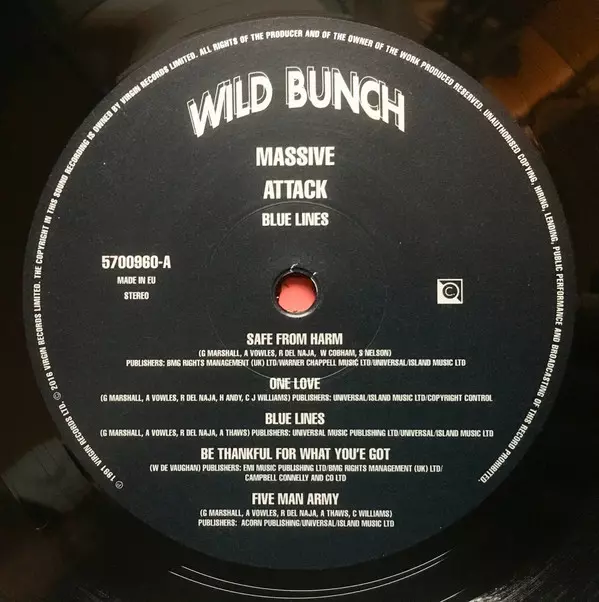 ALL RIGHTS OF THE PRODUCER AND OF THE OWNER OF THE WORK PRODUCED RESERVED. UNAUTHORISED COPYING, HIRING, LENDING, PUBLIC PERFORMANCE AND BROADCASTING OF THIS RECORD PROHIBITED.
℗ 1991 VIRGIN RECORDS LTD. © 2016 VIRGIN RECORDS LIMITED. THE COPYRIGHT IN THIS SOUND RECORDING IS OWNED BY VIRGIN RECORDS LIMITED.
WILD BUNCH
MASSIVE
ATTACK
BLUE LINES
5700960-A
MADE IN EU
STEREO
C
SAFE FROM HARM
(G MARSHALL, A VOWLES, R DEL NAJA, W COBHAM, S NELSON)
PUBLISHERS: BMG RIGHTS MANAGEMENT (UK) LTD/WARNER CHAPPELL MUSIC LTD/UNIVERSAL/ISLAND MUSIC LTD
ONE LOVE
(G MARSHALL, A VOWLES, R DEL NAJA, H ANDY, C J WILLIAMS) PUBLISHERS: UNIVERSAL/ISLAND MUSIC LTD/COPYRIGHT CONTROL
BLUE LINES
(G MARSHALL, A VOWLES, R DEL NAJA, A THAWS) PUBLISHERS: UNIVERSAL MUSIC PUBLISHING LTD/UNIVERSAL/ISLAND MUSIC LTD
BE THANKFUL FOR WHAT YOU'E GOT
(W DE VAUGHAN) PUBLISHERS: EMI MUSIC PUBLISHING LTD/BMG RIGHTS MANAGEMENT (UK) LTD/
CAMPBELL CONNELLY AND CO LTD
FIVE MAN ARMY
(G MARSHALL, A VOWLES, R DEL NAJA, A THAWS, C WILLIAMS)
PUBLISHERS: ACORN PUBLISHING/UNIVERSAL/ISLAND MUSIC LTD